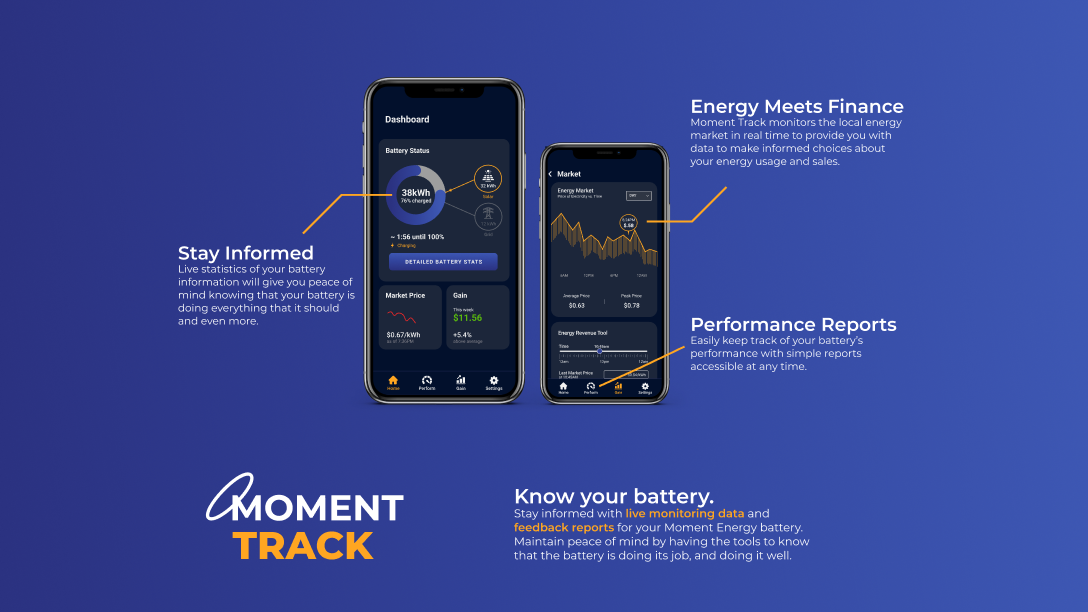 Dashboard
Battery Status
38kWh
76% charged
32 kWh
Solar
Grid
~ 1:56 until 100%
Charging
DETAILED BATTERY STATS
Market Price
$0.67/kWh
as of 7:30PM
Gain
This week
$11.56
+5.4%
above average
Home
Perform
Gain
Settings
Market
Energy Market
Price of Electricity vs. Time
DAY
$.59
6AM 12PM 6PM 12AM
Average Price
$0.63
Peak Price
$0.78
Energy Revenue Tool
Time
10:45am
12am 12pm 12am
Last Market Price
Home
Perform
Gain
Settings
Stay Informed
Live statistics of your battery
information will give you peace of
mind knowing that your battery is
doing everything that it should
and even more.
Energy Meets Finance
Moment Track monitors the local energy
market in real time to provide you with
data to make informed choices about
your energy usage and sales.
Performance Reports
Easily keep track of your battery's
performance with simple reports
accessible at any time.
MOMENT
TRACK
Know your battery.
Stay informed with live monitoring data and
feedback reports for your Moment Energy battery.
Maintain peace of mind by having the tools to know
that the battery is doing its job, and doing it well.